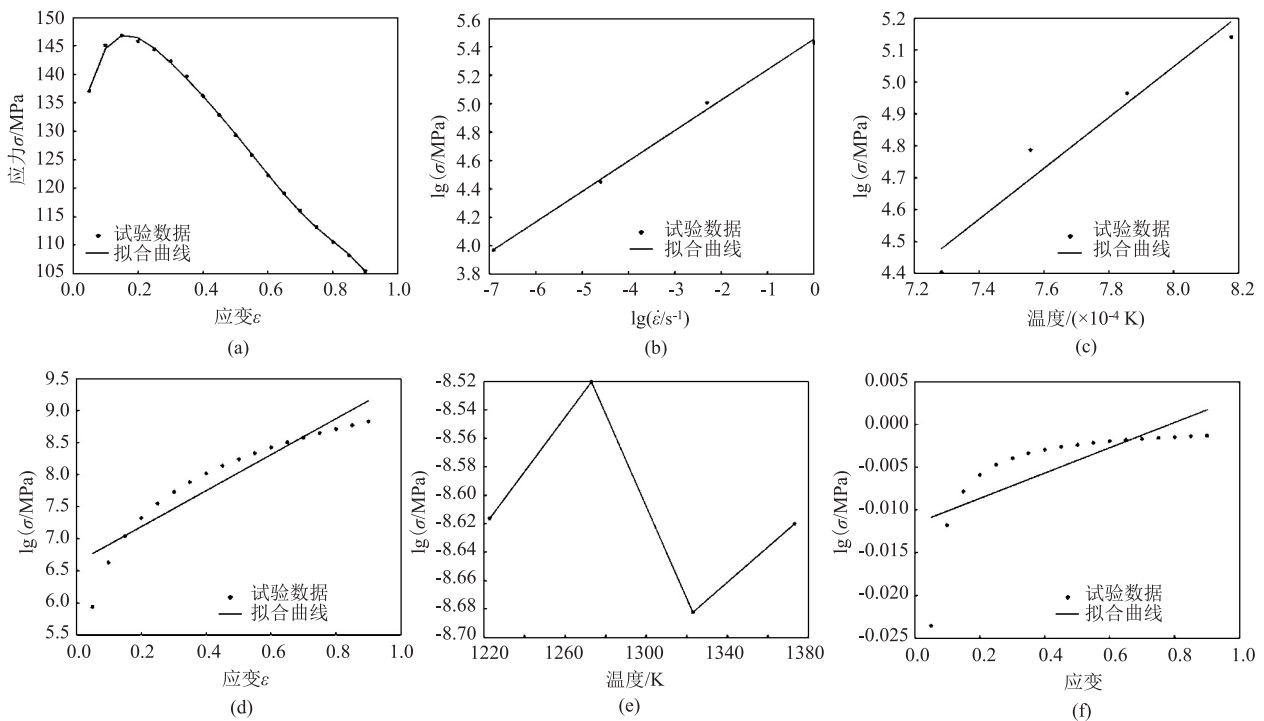 150
145
140
135
130
125
120
115
110
105
应力σ/MPa
试验数据
拟合曲线
0.0 0.2 0.4 0.6 0.8 1.0
应变ε
(a)
5.6
5.4
5.2
5.0
4.8
4.6
4.4
4.2
4.0
3.8
lg(σ/MPa)
试验数据
拟合曲线
-7 -6 -5 -4 -3 -2 -1 0
lg(ε̇/s⁻¹)
(b)
5.2
5.1
5.0
4.9
4.8
4.7
4.6
4.5
4.4
lg(σ/MPa)
试验数据
拟合曲线
7.2 7.4 7.6 7.8 8.0 8.2
温度/(×10⁻⁴ K)
(c)
9.5
9.0
8.5
8.0
7.5
7.0
6.5
6.0
5.5
lg(σ/MPa)
试验数据
拟合曲线
0.0 0.2 0.4 0.6 0.8 1.0
应变ε
(d)
-8.52
-8.54
-8.56
-8.58
-8.60
-8.62
-8.64
-8.66
-8.68
-8.70
lg(σ/MPa)
1220 1260 1300 1340 1380
温度/K
(e)
0.005
0.000
-0.005
-0.010
-0.015
-0.020
-0.025
lg(σ/MPa)
试验数据
拟合曲线
0.0 0.2 0.4 0.6 0.8 1.0
应变
(f)